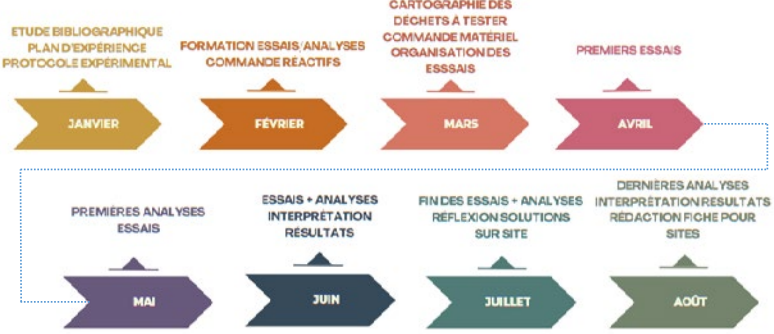 ETUDE BIBLIOGRAPHIQUE
PLAN D'EXPÉRIENCE
PROTOCOLE EXPÉRIMENTAL
JANVIER
FORMATION ESSAIS/ANALYSES
COMMANDE RÉACTIFS
FÉVRIER
CARTOGRAPHIE DES
DÉCHETS À TESTER
COMMANDE MATÉRIEL
ORGANISATION DES
ESSSAIS
MARS
PREMIERS ESSAIS
AVRIL
PREMIÈRES ANALYSES
ESSAIS
MAI
ESSAIS + ANALYSES
INTERPRÉTATION
RÉSULTATS
JUIN
FIN DES ESSAIS + ANALYSES
RÉFLEXION SOLUTIONS
SUR SITE
JUILLET
DERNIÈRES ANALYSES
INTERPRÉTATION RESULTATS
RÉDACTION FICHE POUR
SITES
AOÛT